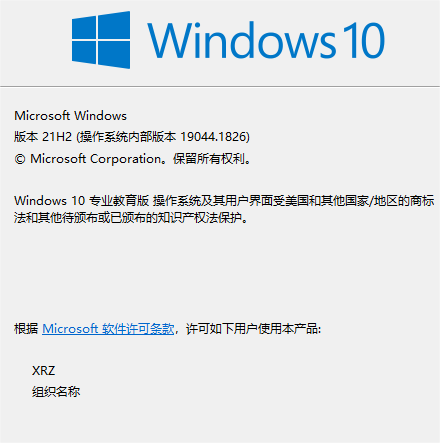 Windows 10
Microsoft Windows
版本 21H2 (操作系统内部版本 19044.1826)
© Microsoft Corporation。保留所有权利。
Windows 10 专业教育版 操作系统及其用户界面受美国和其他国家/地区的商标
法和其他待颁布或已颁布的知识产权法保护。
根据 Microsoft 软件许可条款，许可如下用户使用本产品:
XRZ
组织名称